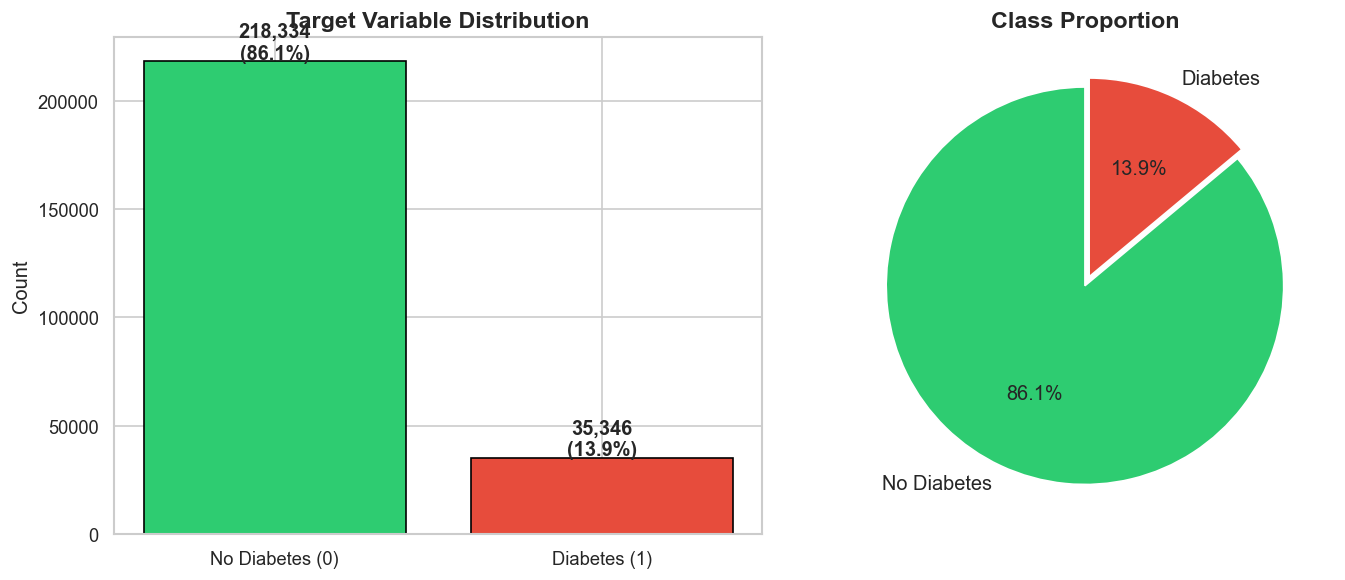 Target Variable Distribution
218,334
(86.1%)
200000
150000
100000
50000
0
Count
35,346
(13.9%)
No Diabetes (0)
Diabetes (1)
Class Proportion
Diabetes
13.9%
86.1%
No Diabetes